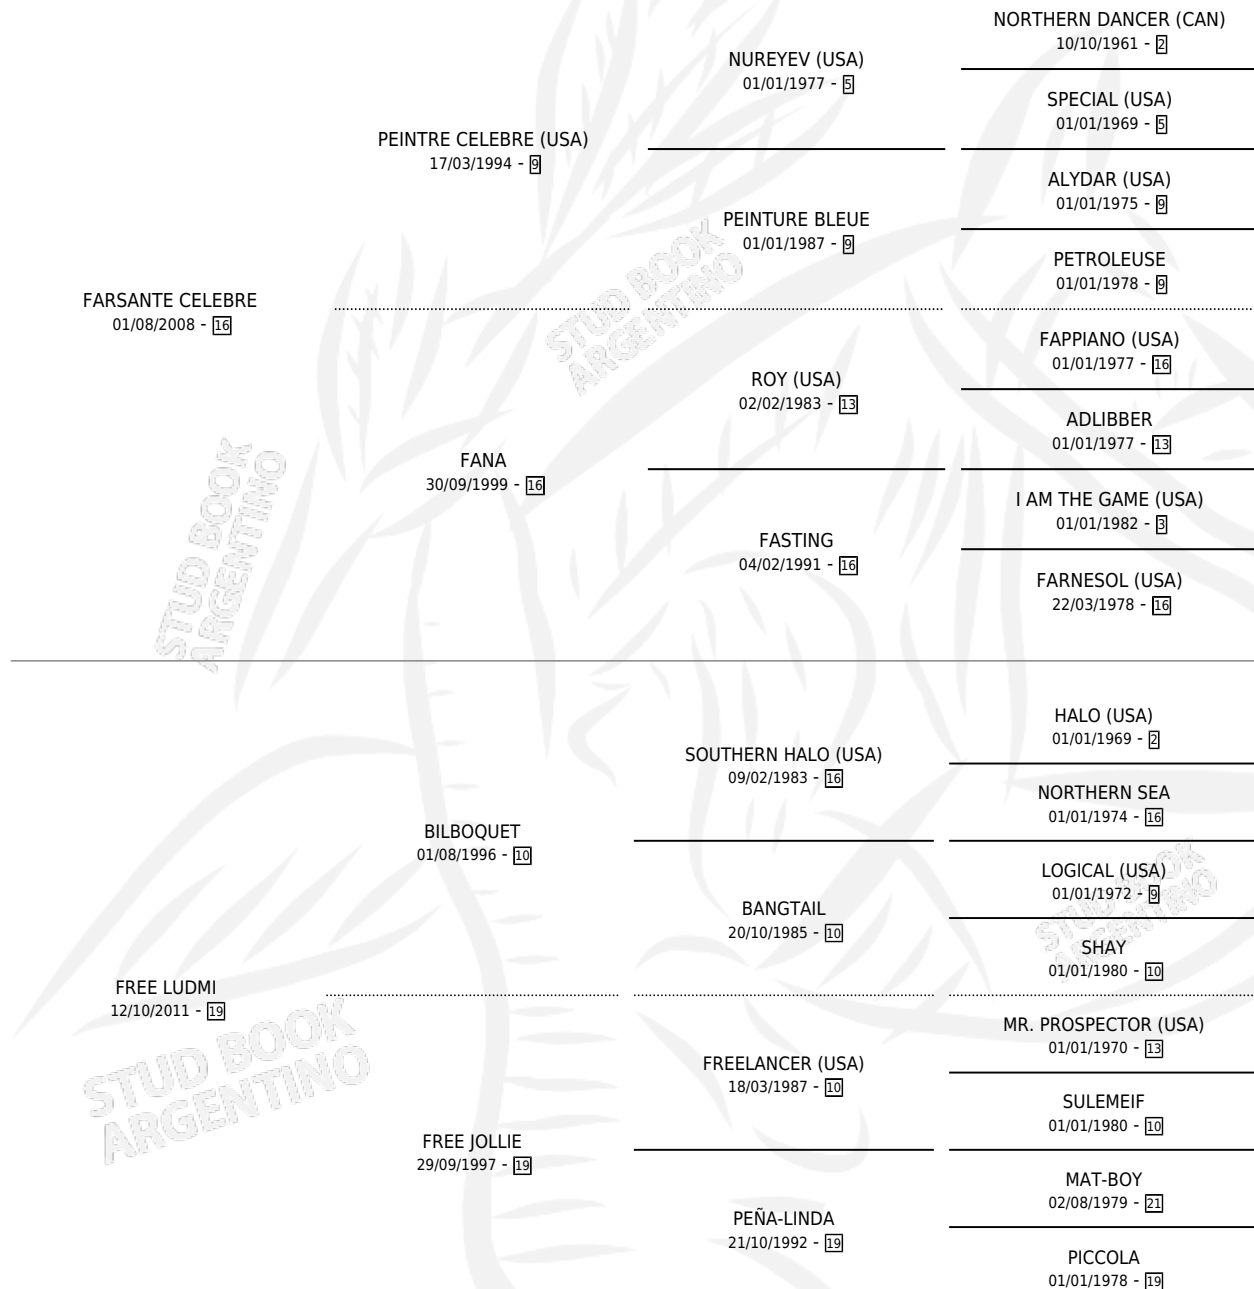 NORTHERN DANCER (CAN)
10/10/1961 - 2
NUREYEV (USA)
01/01/1977 - 5
SPECIAL (USA)
01/01/1969 - 5
PEINTRE CELEBRE (USA)
17/03/1994 - 9
ALYDAR (USA)
01/01/1975 - 9
PEINTURE BLEUE
01/01/1987 - 9
PETROLEUSE
01/01/1978 - 9
FARSANTE CELEBRE
01/08/2008 - 16
FAPPIANO (USA)
01/01/1977 - 16
ROY (USA)
02/02/1983 - 13
ADLIBBER
01/01/1977 - 13
FANA
30/09/1999 - 16
I AM THE GAME (USA)
01/01/1982 - 3
FASTING
04/02/1991 - 16
FARNESOL (USA)
22/03/1978 - 16
HALO (USA)
01/01/1969 - 2
SOUTHERN HALO (USA)
09/02/1983 - 16
NORTHERN SEA
01/01/1974 - 16
BILBOQUET
01/08/1996 - 10
LOGICAL (USA)
01/01/1972 - 9
BANGTAIL
20/10/1985 - 10
SHAY
01/01/1980 - 10
FREE LUDMI
12/10/2011 - 19
MR. PROSPECTOR (USA)
01/01/1970 - 13
FREELANCER (USA)
18/03/1987 - 10
SULEMEIF
01/01/1980 - 10
FREE JOLLIE
29/09/1997 - 19
MAT-BOY
02/08/1979 - 21
PEÑA-LINDA
21/10/1992 - 19
PICCOLA
01/01/1978 - 19
STUD BOOK
ARGENTINO
STUD BOOK
ARGENTINO
STUD BOOK
ARGENTINO
STUD BOOK
ARGENTINO